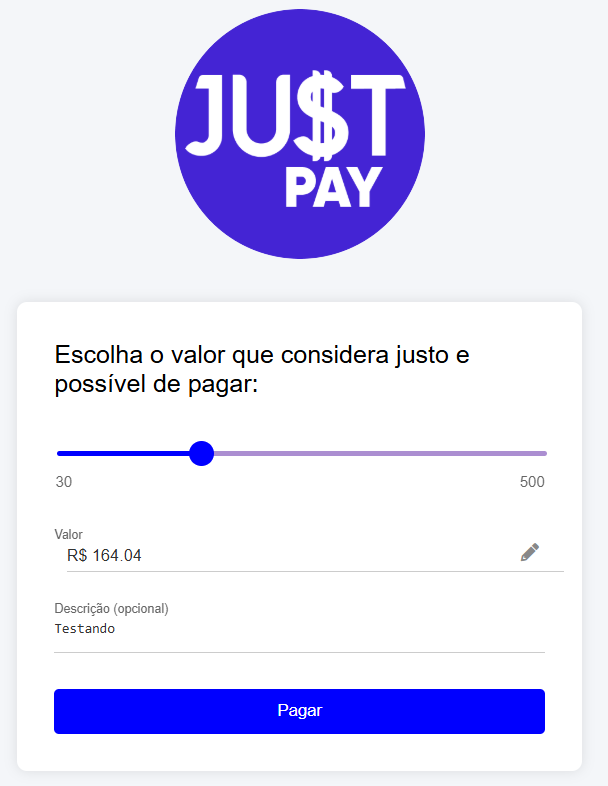 JU$T
PAY
Escolha o valor que considera justo e
possível de pagar:
30 500
Valor
R$ 164.04
Descrição (opcional)
Testando
Pagar